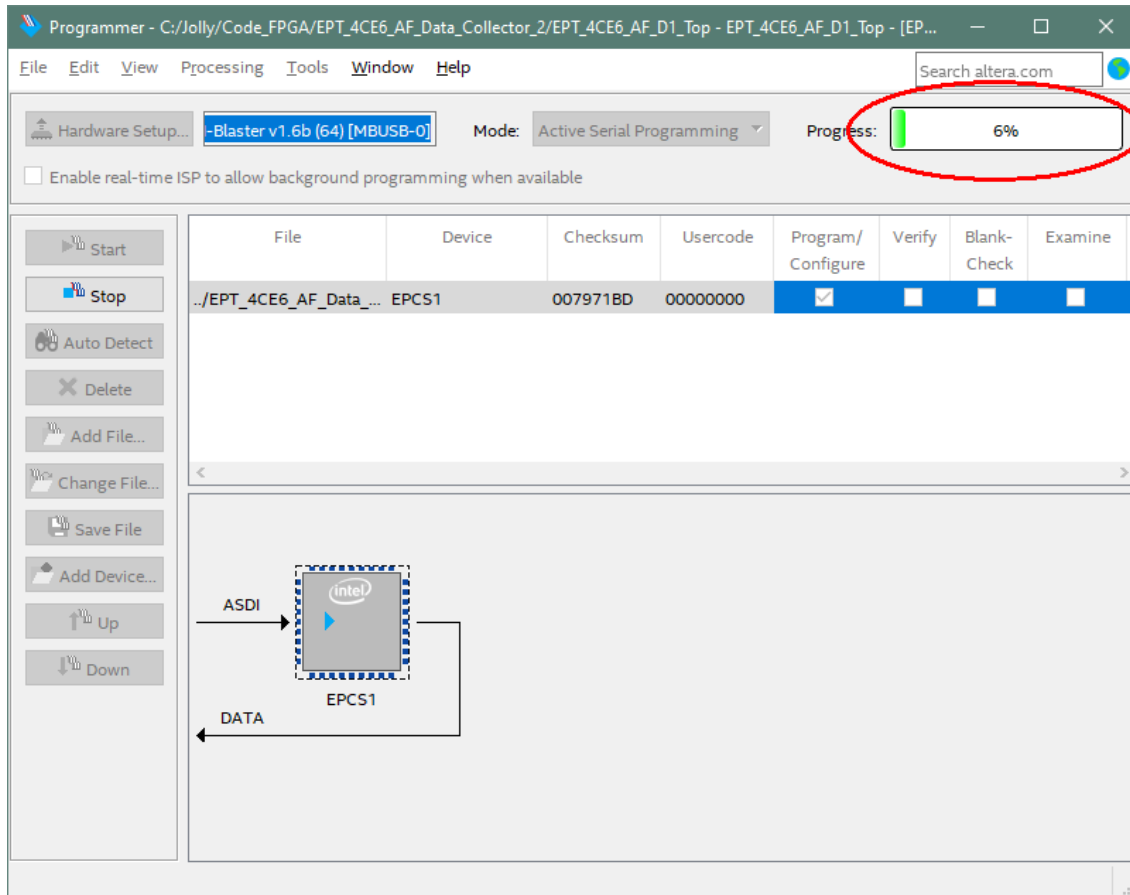 Programmer - C:/Jolly/Code_FPGA/EPT_4CE6_AF_Data_Collector_2/EPT_4CE6_AF_D1_Top - EPT_4CE6_AF_D1_Top - [EP...
File Edit View Processing Tools Window Help
Search altera.com
Hardware Setup... -Blaster v1.6b (64) [MBUSB-0] Mode: Active Serial Programming Progress: 6%
Enable real-time ISP to allow background programming when available
Start
Stop
Auto Detect
Delete
Add File...
Change File...
Save File
Add Device...
Up
Down
File Device Checksum Usercode Program/ Verify Blank- Examine
Configure Check
../EPT_4CE6_AF_Data_... EPCS1 007971BD 00000000
ASDI
intel
EPCS1
DATA